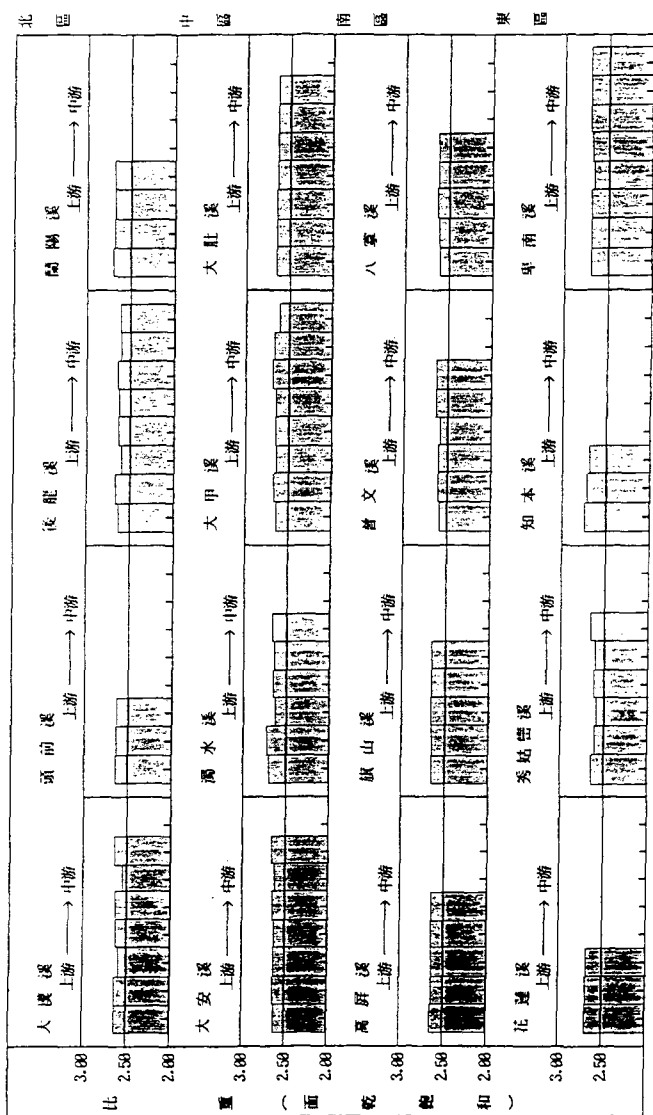 北區
大漢溪 頭前溪 後龍溪 蘭陽溪
上游 → 中游 上游 → 中游 上游 → 中游 上游 → 中游
3.00
2.50
2.00
中區
大安溪 濁水溪 大甲溪 大肚溪
上游 → 中游 上游 → 中游 上游 → 中游 上游 → 中游
3.00
2.50
2.00
南區
高屏溪 旗山溪 曾文溪 八掌溪
上游 → 中游 上游 → 中游 上游 → 中游 上游 → 中游
3.00
2.50
2.00
東區
花蓮溪 秀姑巒溪 知本溪 卑南溪
上游 → 中游 上游 → 中游 上游 → 中游 上游 → 中游
3.00
2.50
比重(面乾飽和)